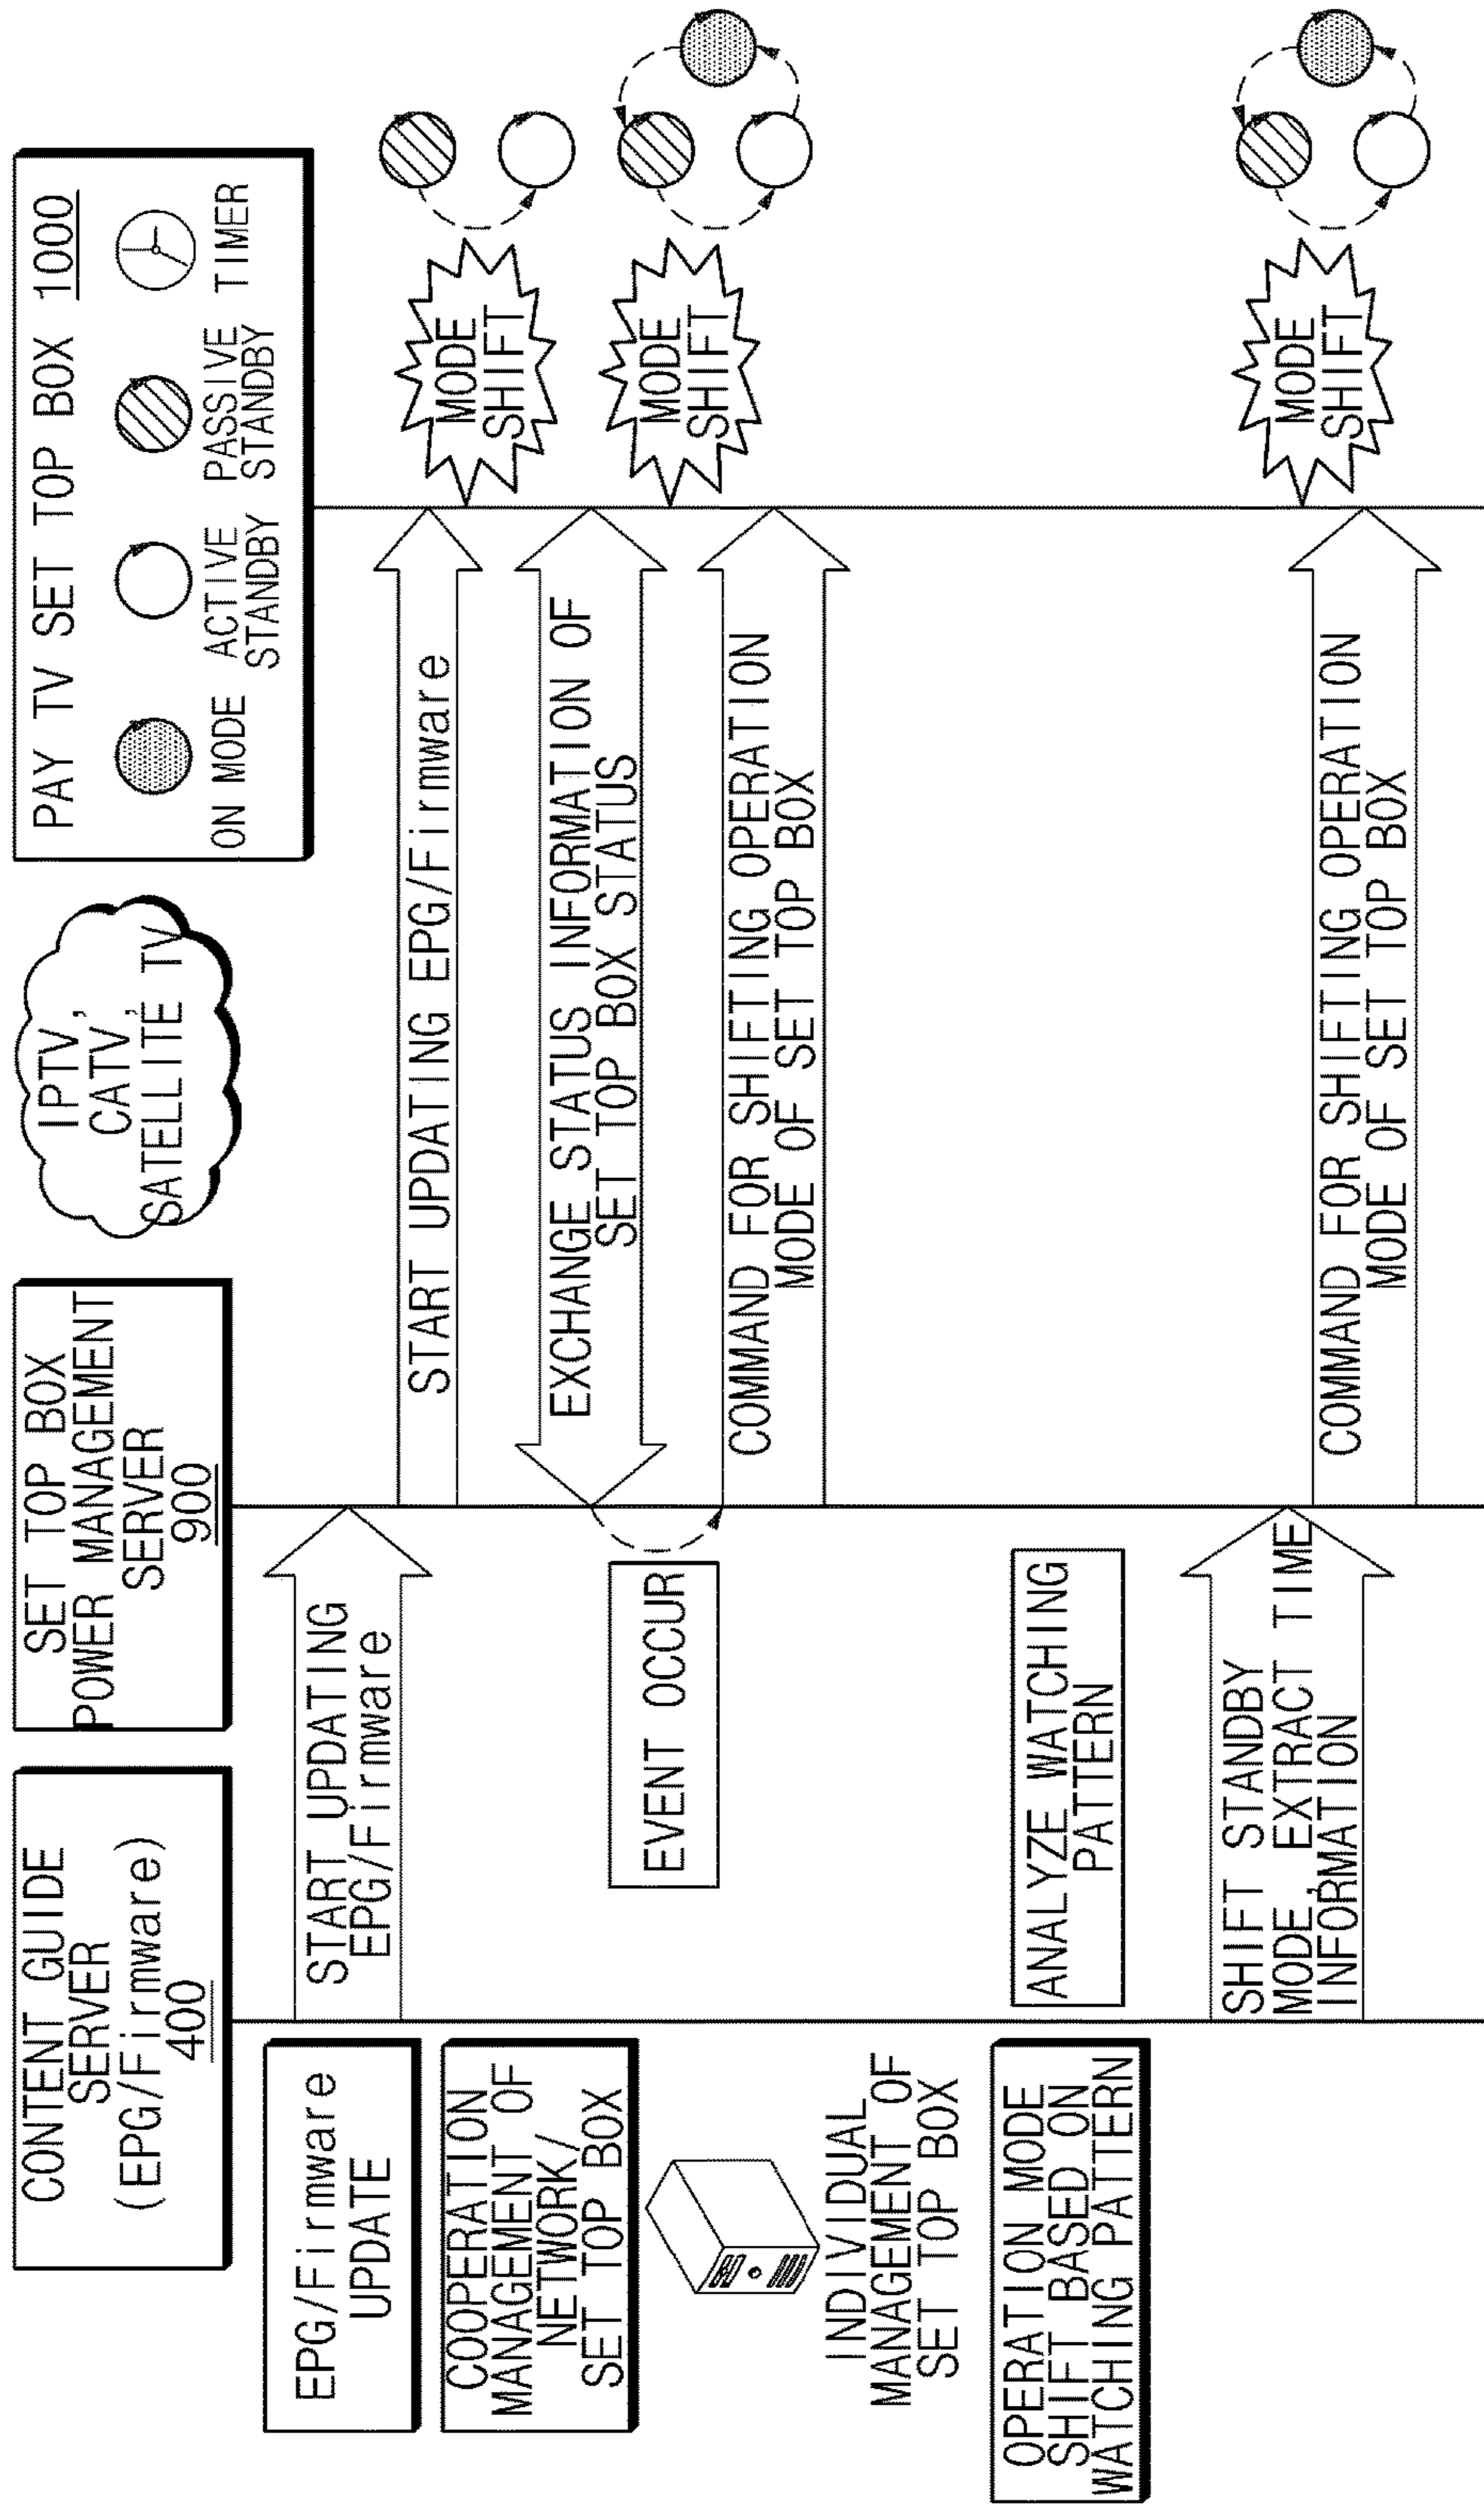 CONTENT GUIDE
SERVER
(EPG/Firmware)
400
SET TOP BOX
POWER MANAGEMENT
SERVER
900
IPTV,
CATV,
SATELLITE TV
PAY TV SET TOP BOX 1000
ON MODE
ACTIVE
STANDBY
PASSIVE
STANDBY
TIMER
EPG/Firmware
UPDATE
START UPDATING
EPG/Firmware
START UPDATING EPG/Firmware
MODE
SHIFT
COOPERATION
MANAGEMENT OF
NETWORK/
SET TOP BOX
EXCHANGE STATUS INFORMATION OF
SET TOP BOX STATUS
MODE
SHIFT
EVENT OCCUR
COMMAND FOR SHIFTING OPERATION
MODE OF SET TOP BOX
INDIVIDUAL
MANAGEMENT OF
SET TOP BOX
OPERATION MODE
SHIFT BASED ON
WATCHING PATTERN
ANALYZE WATCHING
PATTERN
SHIFT STANDBY
MODE, EXTRACT TIME
INFORMATION
COMMAND FOR SHIFTING OPERATION
MODE OF SET TOP BOX
MODE
SHIFT